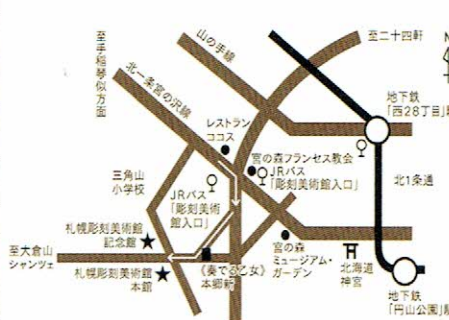 至手稲琴似方面
山の手線
至二十四軒
N
北一条宮の沢線
地下鉄
「西28丁目」
レストラン
ココス
宮の森フランセス教会
JRバス
「彫刻美術館入口」
三角山
小学校
JRバス
「彫刻美術
館入口」
北1条道
札幌彫刻美術館
記念館
至大倉山
シャンツェ
札幌彫刻美術館
本館
《奏でる乙女》
本郷新
宮の森
ミュージアム・
ガーデン
北海道
神宮
地下鉄
「円山公園」